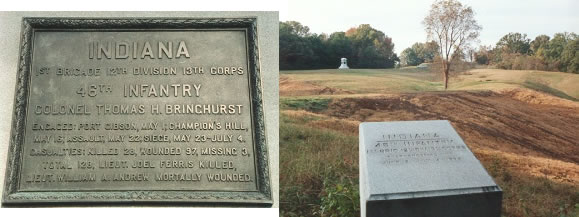 INDIANA
1ST BRIGADE 12TH DIVISION 13TH CORPS
46TH INFANTRY
COLONEL THOMAS H. BRINGHURST
ENGAGED: PORT GIBSON, MAY 1; CHAMPION'S HILL,
MAY 16; ASSAULT, MAY 22; SIEGE, MAY 23-JULY 4.
CASUALTIES: KILLED 28, WOUNDED 97, MISSING 3,
TOTAL 128, LIEUT. JOEL FERRIS KILLED,
LIEUT. WILLIAM A. ANDREW MORTALLY WOUNDED.
INDIANA
INFANTRY